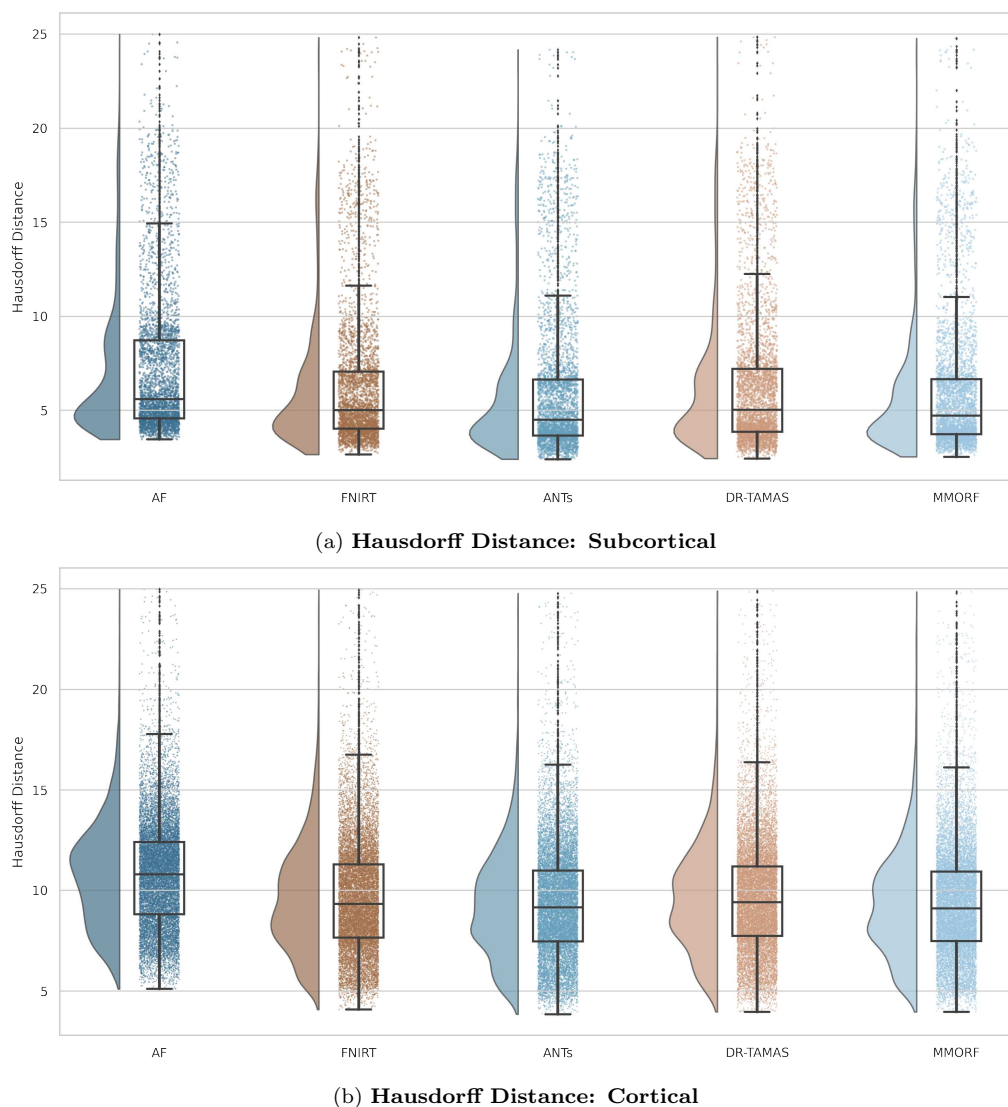 25
20
15
10
5
Hausdorff Distance
AF FNIRT ANTs DR-TAMAS MMORF
(a) Hausdorff Distance: Subcortical
25
20
15
10
5
Hausdorff Distance
AF FNIRT ANTs DR-TAMAS MMORF
(b) Hausdorff Distance: Cortical